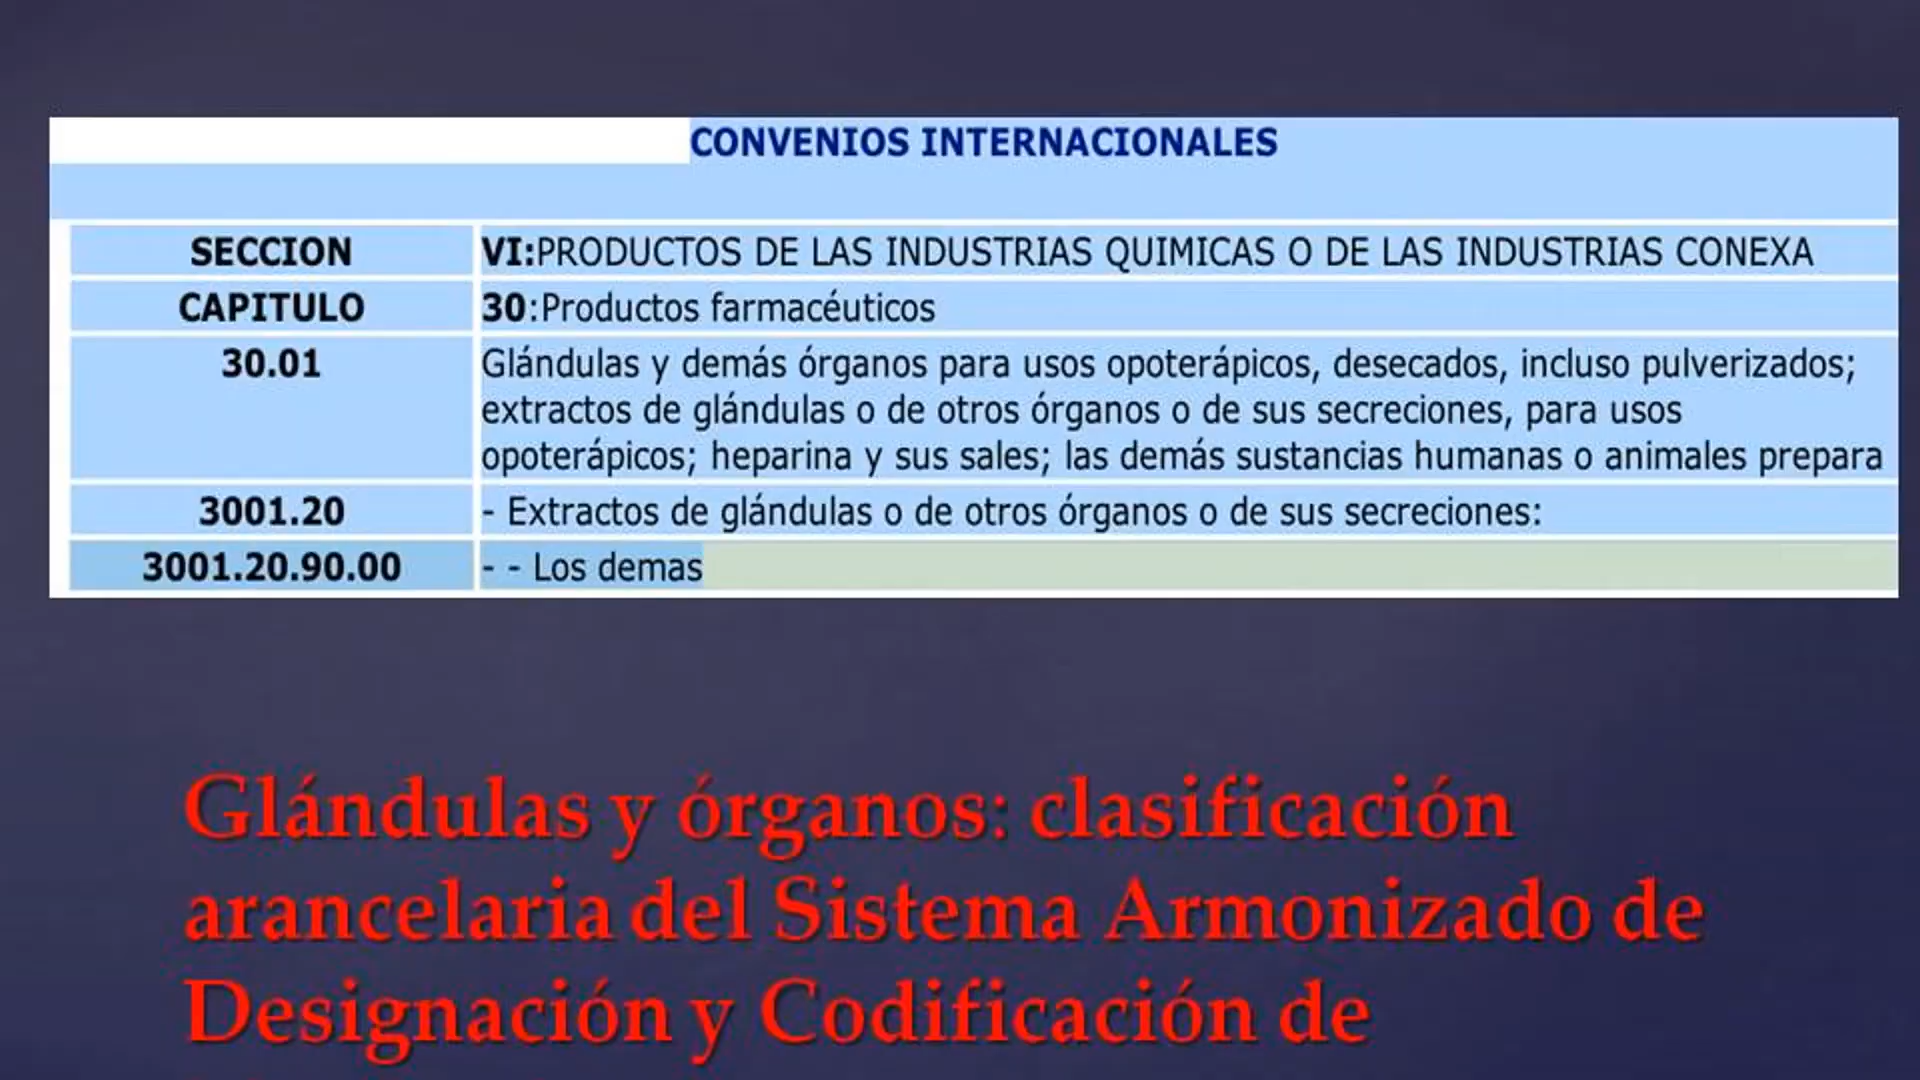 CONVENIOS INTERNACIONALES
SECCION VI:PRODUCTOS DE LAS INDUSTRIAS QUIMICAS O DE LAS INDUSTRIAS CONEXA
CAPITULO 30:Productos farmacéuticos
30.01 Glándulas y demás órganos para usos opoterápicos, desecados, incluso pulverizados;
extractos de glándulas o de otros órganos o de sus secreciones, para usos
opoterápicos; heparina y sus sales; las demás sustancias humanas o animales prepara
3001.20 - Extractos de glándulas o de otros órganos o de sus secreciones:
3001.20.90.00 - - Los demas
Glándulas y órganos: clasificación
arancelaria del Sistema Armonizado de
Designación y Codificación de